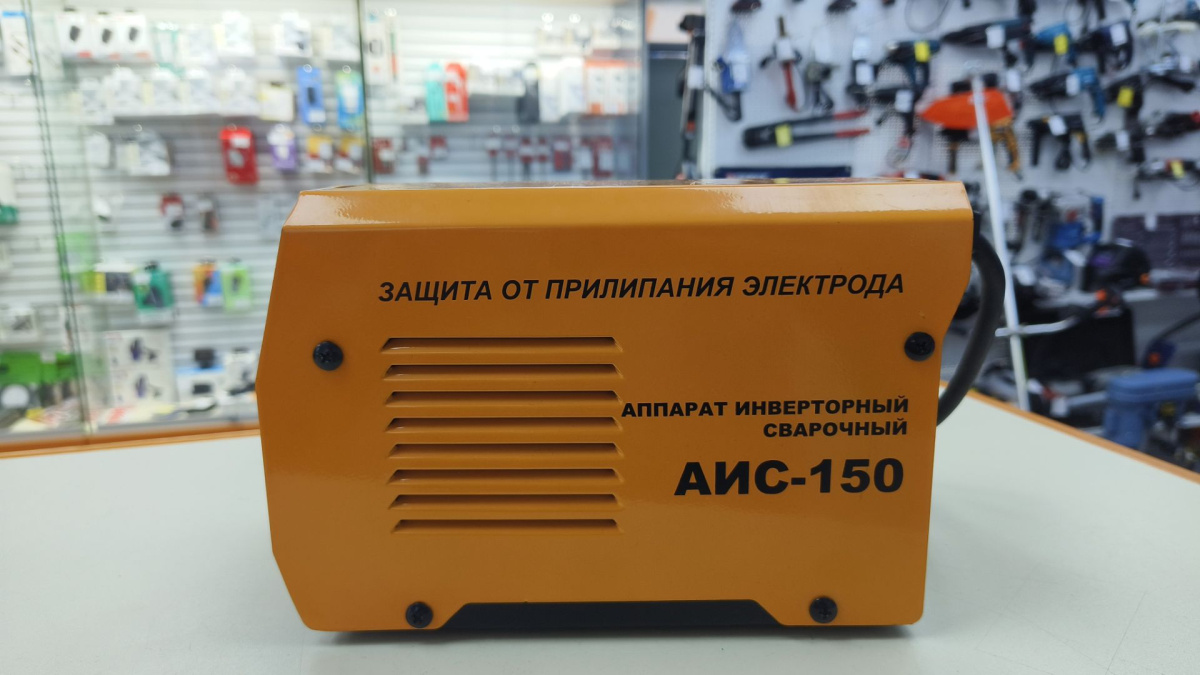 ЗАЩИТА ОТ ПРИЛИПАНИЯ ЭЛЕКТРОДА
АППАРАТ ИНВЕРТОРНЫЙ
СВАРОЧНЫЙ
АИС-150